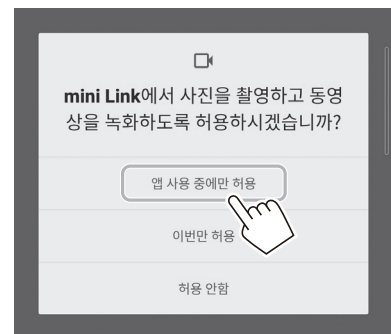 mini Link에서 사진을 촬영하고 동영
상을 녹화하도록 허용하시겠습니까?
앱 사용 중에만 허용
이번만 허용
허용 안함